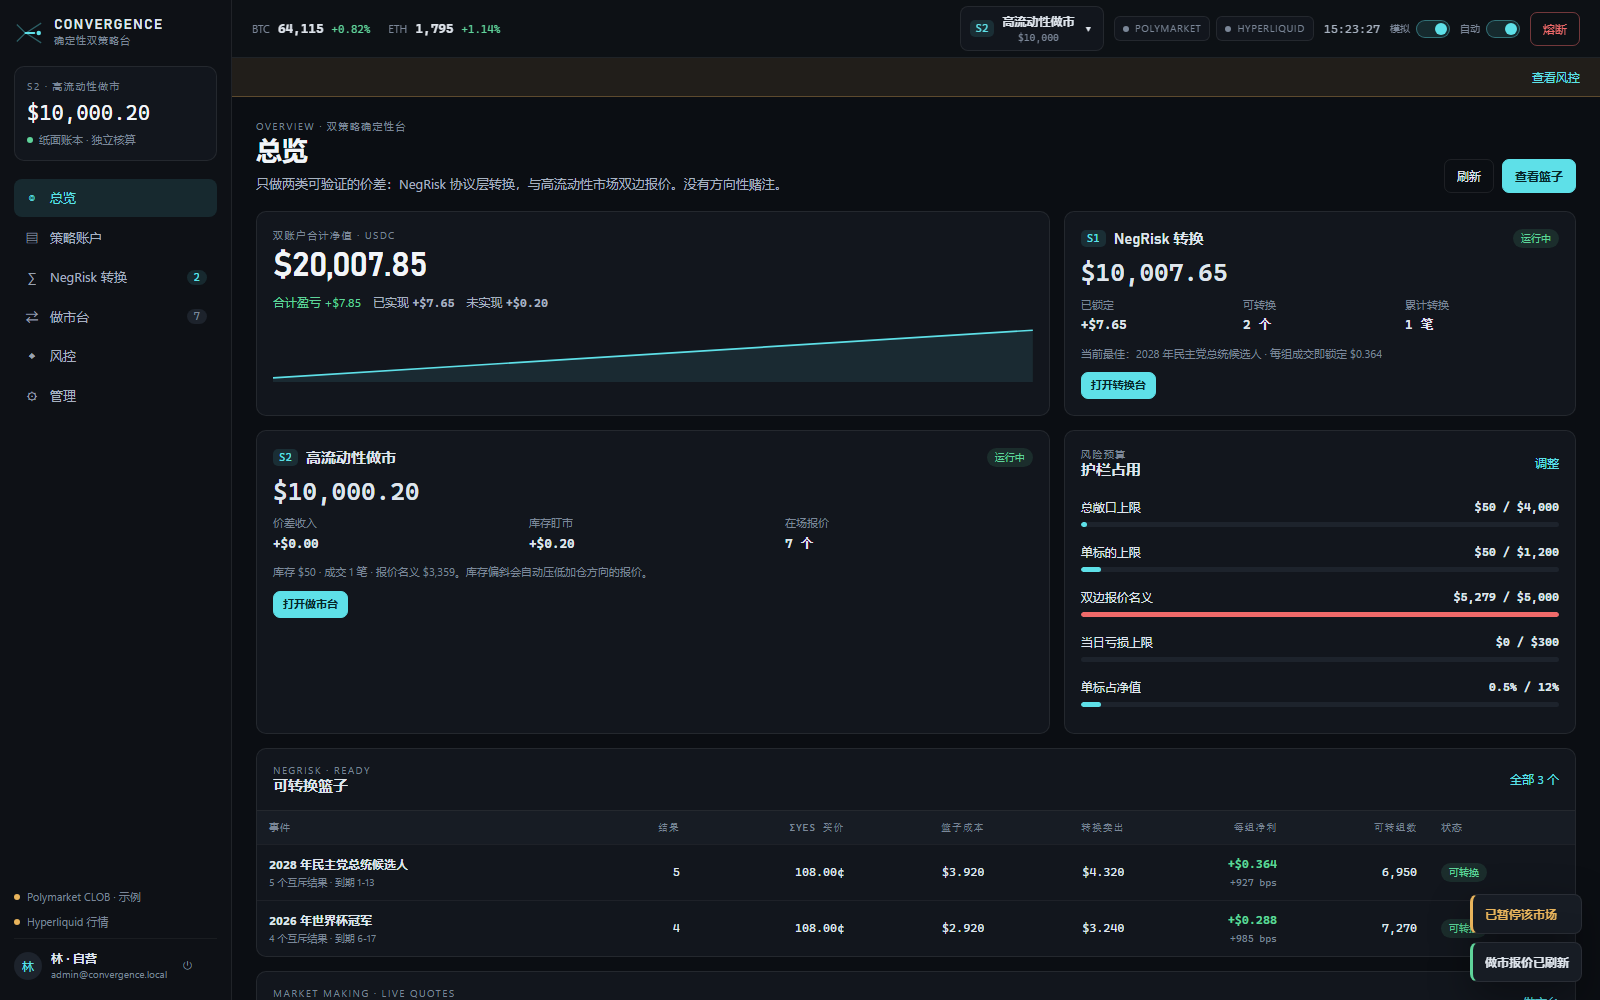 CONVERGENCE
确定性双策略台
S2 · 高流动性做市
$10,000.20
纸面账本 · 独立核算
总览
策略账户
NegRisk 转换 2
做市台 7
风控
管理
Polymarket CLOB · 示例
Hyperliquid 行情
林
林 · 自营
admin@convergence.local
BTC 64,115 +0.82% ETH 1,795 +1.14%
S2 高流动性做市 $10,000
POLYMARKET
HYPERLIQUID
15:23:27
模拟
自动
熔断
查看风控
OVERVIEW · 双策略确定性台
总览
只做两类可验证的价差：NegRisk 协议层转换，与高流动性市场双边报价。没有方向性赌注。
刷新
查看篮子
双账户合计净值 · USDC
$20,007.85
合计盈亏 +$7.85 已实现 +$7.65 未实现 +$0.20
S1 NegRisk 转换 运行中
$10,007.65
已锁定 可转换 累计转换
+$7.65 2 个 1 笔
当前最佳：2028 年民主党总统候选人 · 每组成交即锁定 $0.364
打开转换台
S2 高流动性做市 运行中
$10,000.20
价差收入 库存盯市 在场报价
+$0.00 +$0.20 7 个
库存 $50 · 成交 1 笔 · 报价名义 $3,359。库存偏斜会自动压低加仓方向的报价。
打开做市台
风险预算
护栏占用 调整
总敞口上限 $50 / $4,000
单标的上限 $50 / $1,200
双边报价名义 $5,279 / $5,000
当日亏损上限 $0 / $300
单标占净值 0.5% / 12%
NEGRISK · READY
可转换篮子 全部 3 个
事件 结果 ΣYES 买价 篮子成本 转换卖出 每组净利 可转组数 状态
2028 年民主党总统候选人 5 108.00¢ $3.920 $4.320 +$0.364 6,950 可转换
5 个互斥结果 · 到期 1-13 +927 bps
2026 年世界杯冠军 4 108.00¢ $2.920 $3.240 +$0.288 7,270
4 个互斥结果 · 到期 6-17 +985 bps
已暂停该市场
做市报价已刷新
MARKET MAKING · LIVE QUOTES